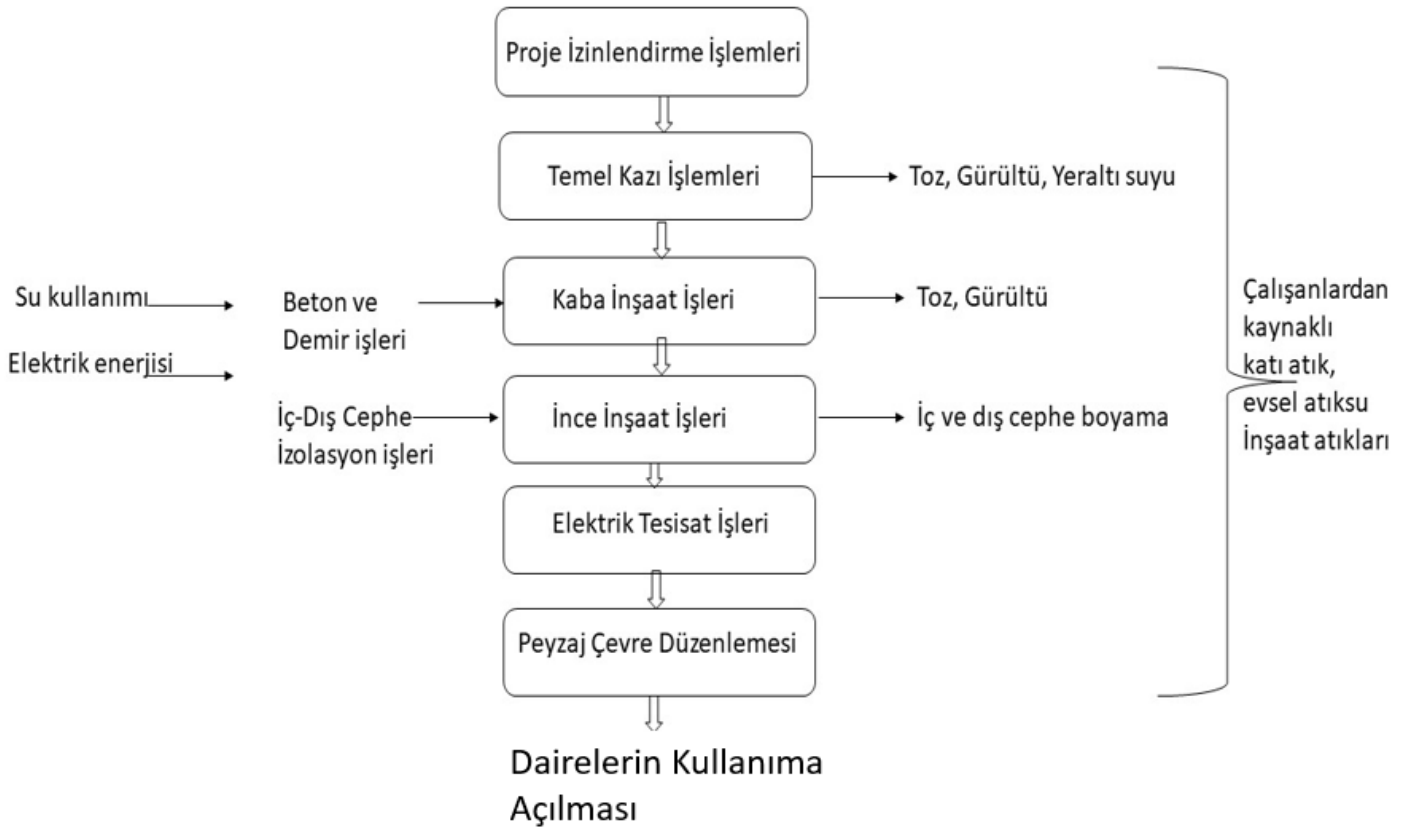 Proje İzinlendirme İşlemleri
Temel Kazı İşlemleri
Toz, Gürültü, Yeraltı suyu
Su kullanımı
Elektrik enerjisi
Beton ve
Demir işleri
Kaba İnşaat İşleri
Toz, Gürültü
İç-Dış Cephe
İzolasyon işleri
İnce İnşaat İşleri
İç ve dış cephe boyama
Elektrik Tesisat İşleri
Peyzaj Çevre Düzenlemesi
Dairelerin Kullanıma
Açılması
Çalışanlardan
kaynaklı
katı atık,
evsel atıksu
İnşaat atıkları